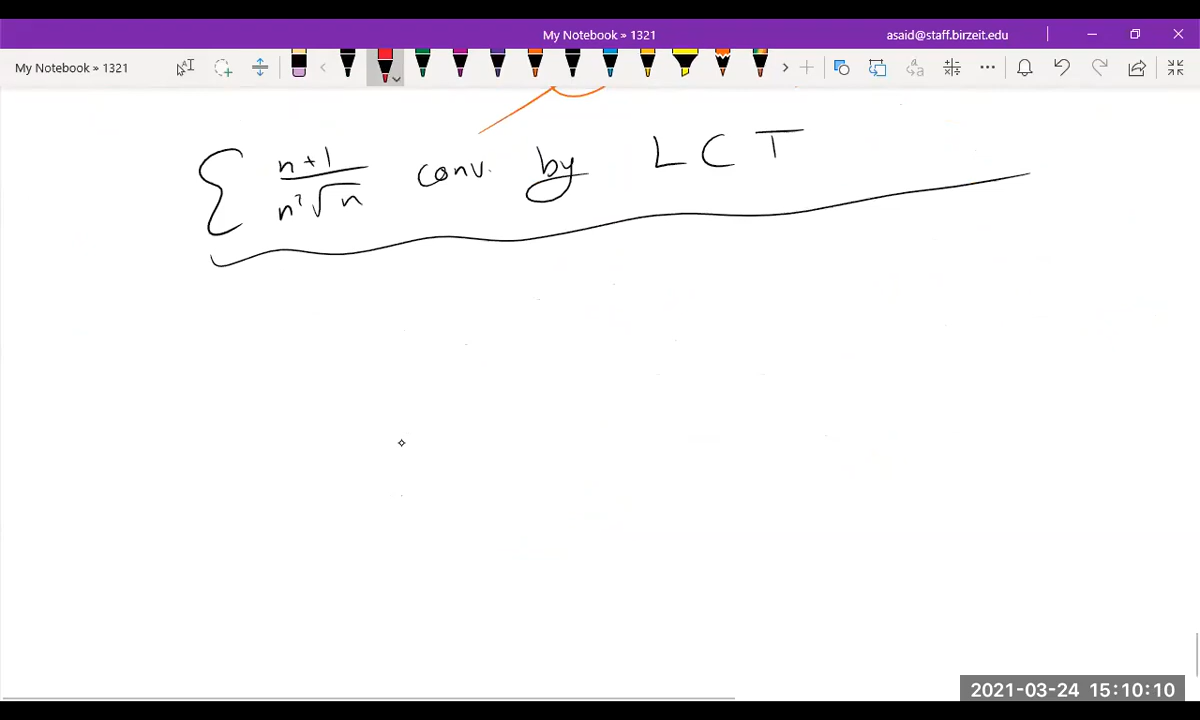 My Notebook » 1321
asaid@staff.birzeit.edu
My Notebook » 1321
Σ n+1 / n²√n conv. by LCT
2021-03-24 15:10:10